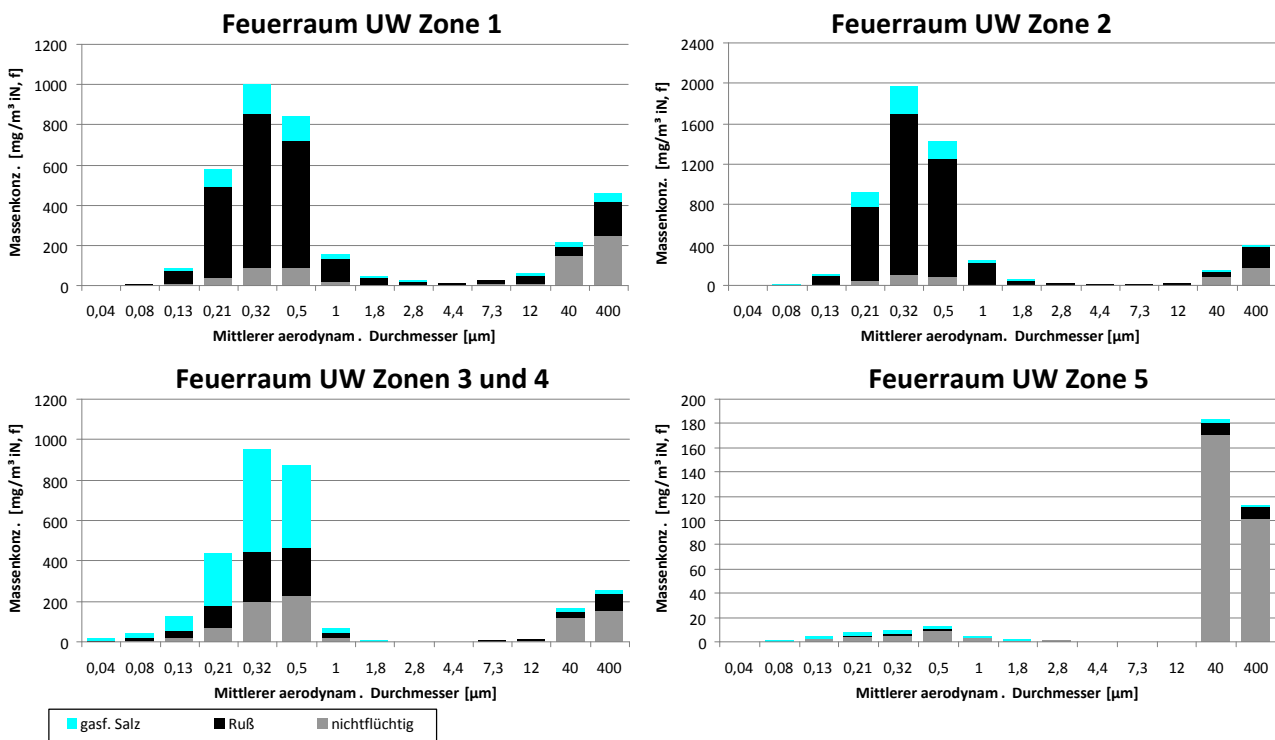 Feuerraum UW Zone 1
Massenkonz. [mg/m³ iN, f]
1200
1000
800
600
400
200
0
0,04 0,08 0,13 0,21 0,32 0,5 1 1,8 2,8 4,4 7,3 12 40 400
Mittlerer aerodynam. Durchmesser [µm]
Feuerraum UW Zone 2
Massenkonz. [mg/m³ iN, f]
2400
2000
1600
1200
800
400
0
0,04 0,08 0,13 0,21 0,32 0,5 1 1,8 2,8 4,4 7,3 12 40 400
Mittlerer aerodynam. Durchmesser [µm]
Feuerraum UW Zonen 3 und 4
Massenkonz. [mg/m³ iN, f]
1200
1000
800
600
400
200
0
0,04 0,08 0,13 0,21 0,32 0,5 1 1,8 2,8 4,4 7,3 12 40 400
Mittlerer aerodynam. Durchmesser [µm]
Feuerraum UW Zone 5
Massenkonz. [mg/m³ iN, f]
200
180
160
140
120
100
80
60
40
20
0
0,04 0,08 0,13 0,21 0,32 0,5 1 1,8 2,8 4,4 7,3 12 40 400
Mittlerer aerodynam. Durchmesser [µm]
gasf. Salz Ruß nichtflüchtig